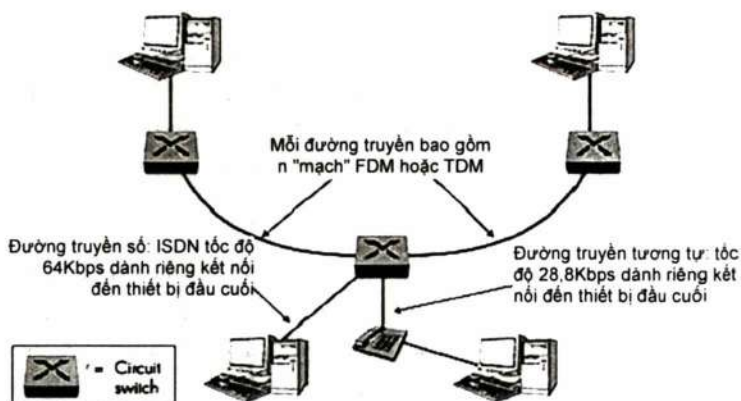 Mỗi đường truyền bao gồm
n "mạch" FDM hoặc TDM
Đường truyền số: ISDN tốc độ
64Kbps dành riêng kết nối
đến thiết bị đầu cuối
Đường truyền tương tự: tốc
độ 28,8Kbps dành riêng kết
nối đến thiết bị đầu cuối
= Circuit
switch